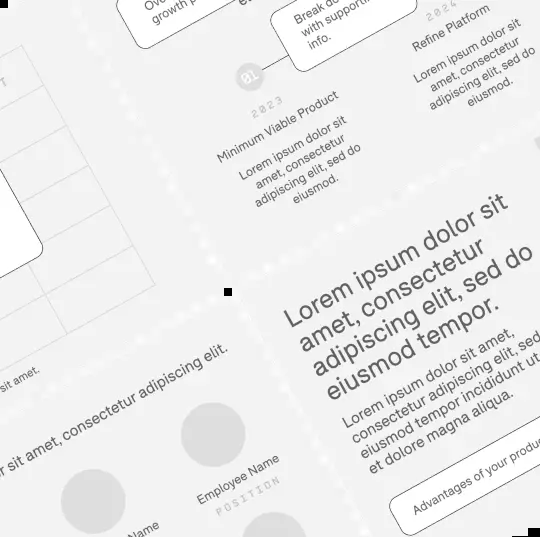 growth
Break
with
info.
2024
Refine Platform
Lorem ipsum dolor sit
amet, consectetur
adipiscing elit, sed do
eiusmod.
01
2023
Minimum Viable Product
Lorem ipsum dolor sit
amet, consectetur
adipiscing elit, sed do
eiusmod.
T
Lorem ipsum dolor sit
amet, consectetur
adipiscing elit, sed do
eiusmod tempor.
Lorem ipsum dolor sit amet,
consectetur adipiscing elit, sed
eiusmod tempor incididunt ut
et dolore magna aliqua.
Advantages of your
sit amet.
sit amet, consectetur adipiscing elit.
Employee Name
POSITION
Name